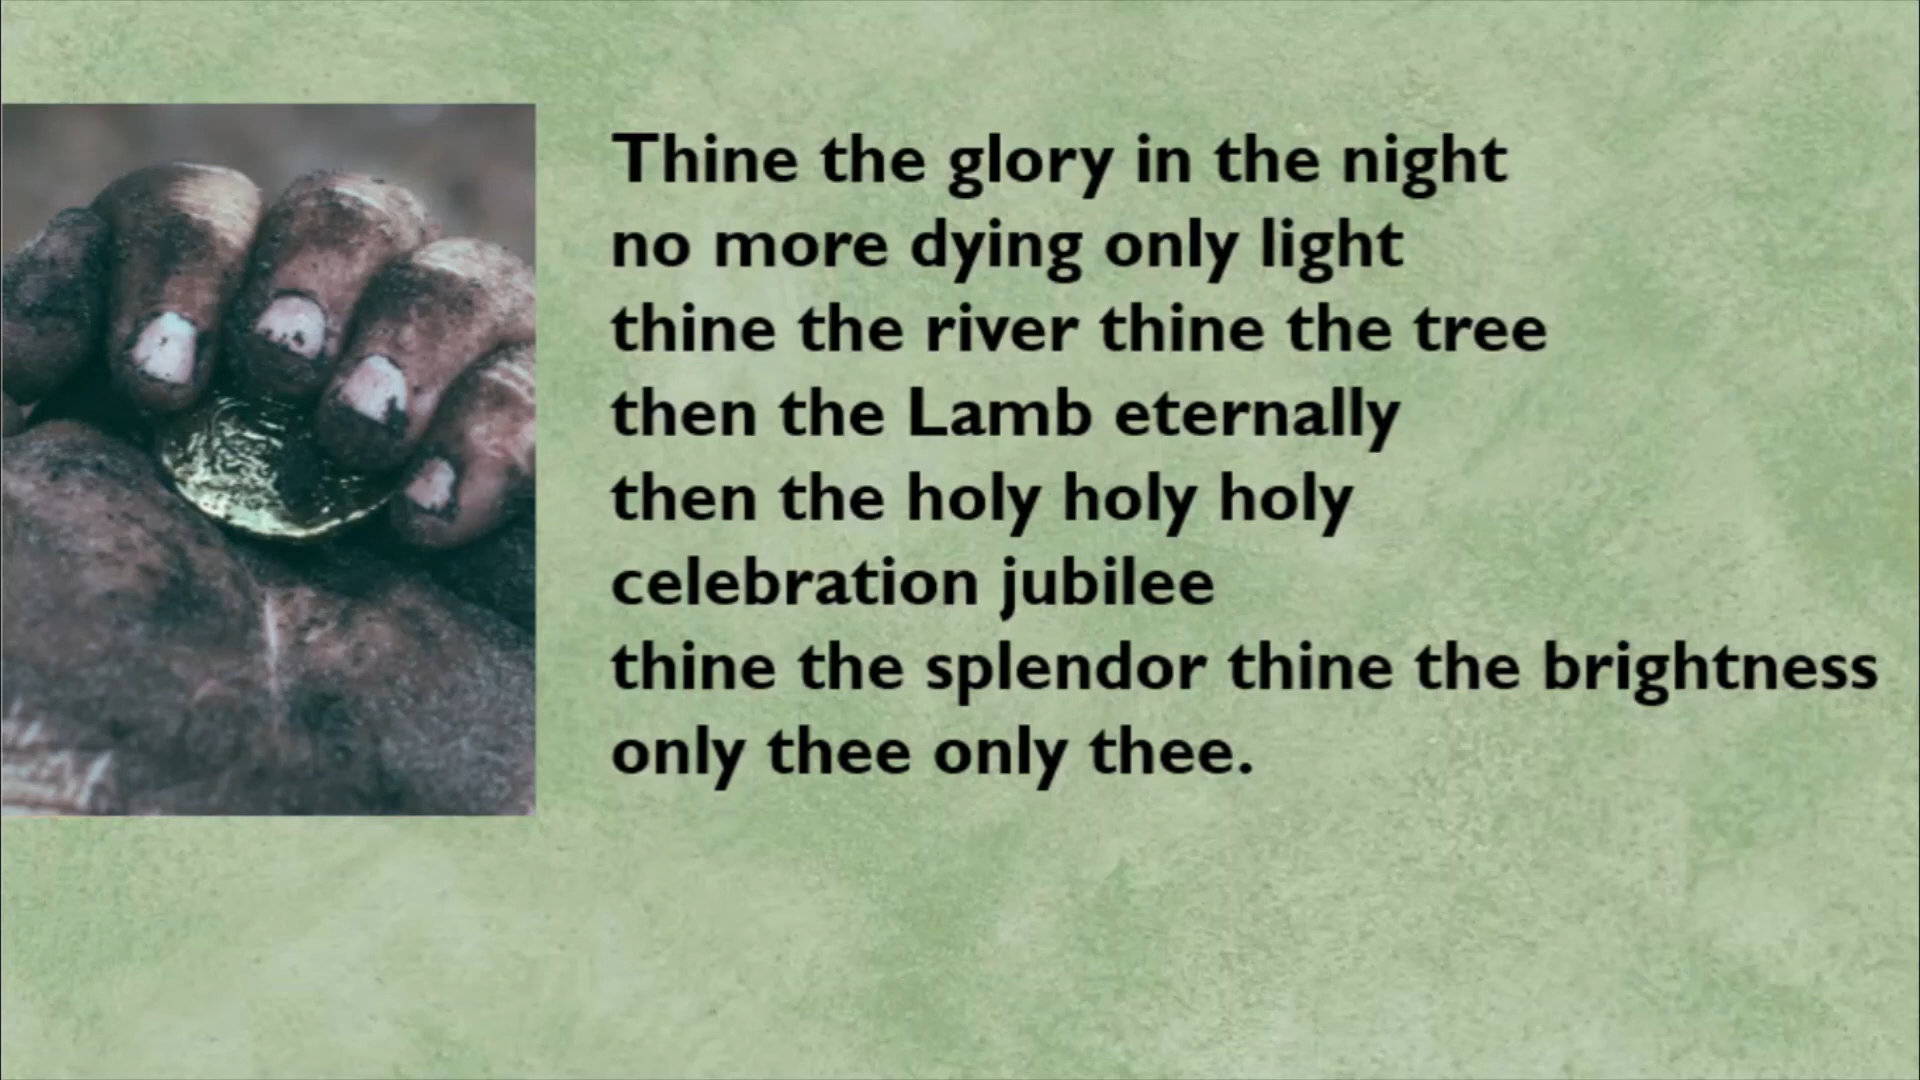 Thine the glory in the night
no more dying only light
thine the river thine the tree
then the Lamb eternally
then the holy holy holy
celebration jubilee
thine the splendor thine the brightness
only thee only thee.